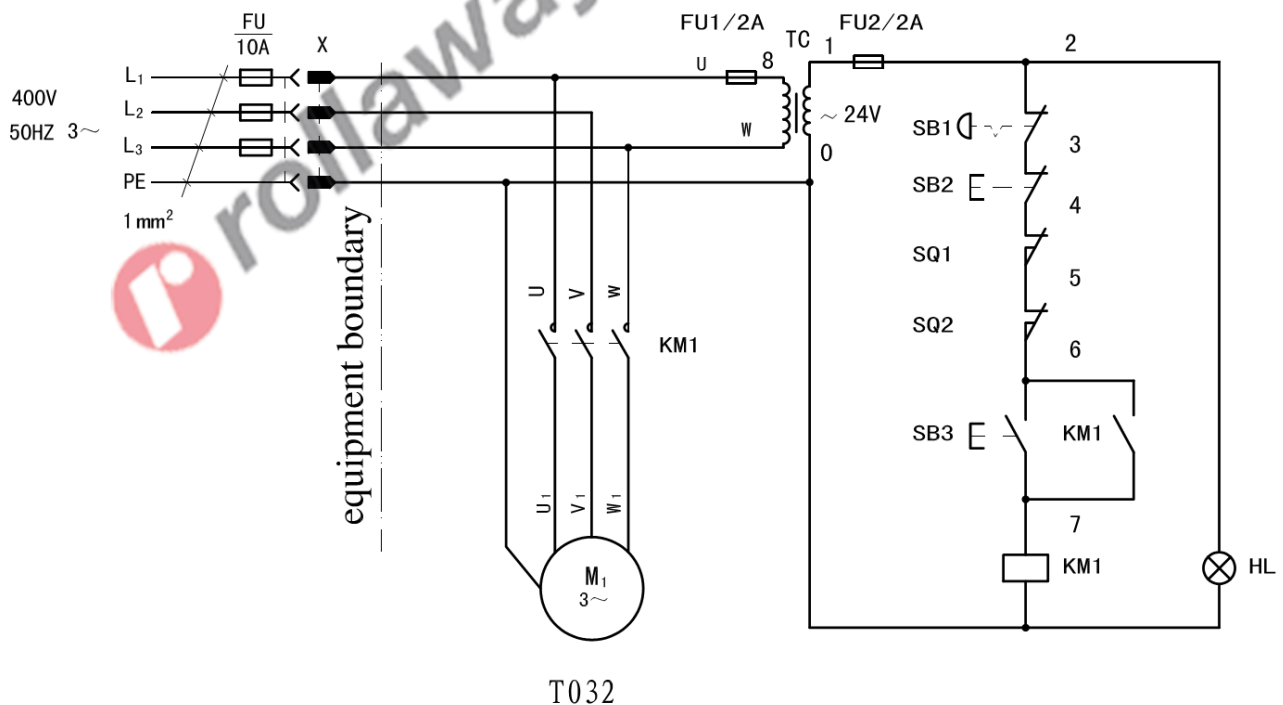 rollaway
FU
10A
X
L₁
L₂
L₃
PE
400V
50HZ 3～
1mm²
equipment boundary
U
V
W
KM1
U₁
V₁
W₁
M₁
3～
FU1/2A
U
8
W
TC
1
FU2/2A
～24V
0
2
SB1
3
SB2
4
SQ1
5
SQ2
6
SB3
KM1
7
KM1
HL
T032